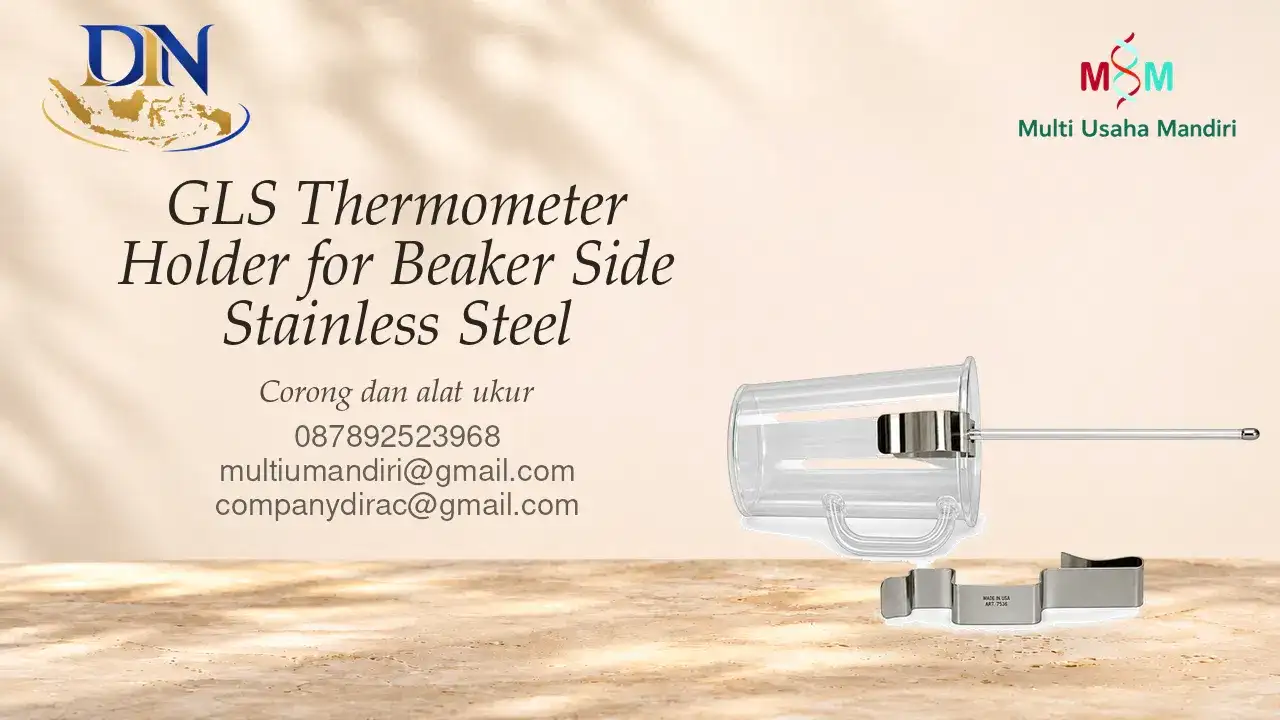 DIN
MSM
Multi Usaha Mandiri
GLS Thermometer
Holder for Beaker Side
Stainless Steel
Corong dan alat ukur
087892523968
multiumandiri@gmail.com
companydirac@gmail.com
MADE IN USA
ART. 7536